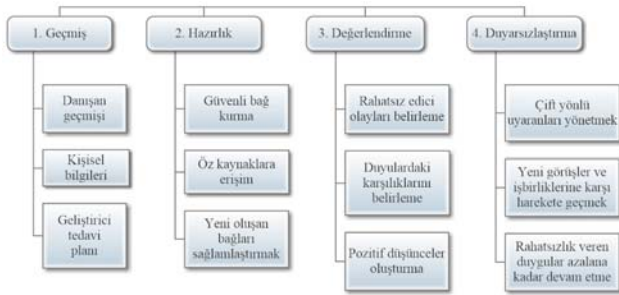 1. Geçmiş
Danışan
geçmişi
Kişisel
bilgileri
Geliştirici
tedavi
planı
2. Hazırlık
Güvenli bağ
kurma
Öz kaynaklara
erişim
Yeni oluşan
bağları
sağlamlaştırmak
3. Değerlendirme
Rahatsız edici
olayları belirleme
Duyulardaki
karşılıklarını
belirleme
Pozitif düşünceler
oluşturma
4. Duyarsızlaştırma
Çift yönlü
uyaranları yönetmek
Yeni görüşler ve
işbirliklerine karşı
harekete geçmek
Rahatsızlık veren
duygular azalana
kadar devam etme